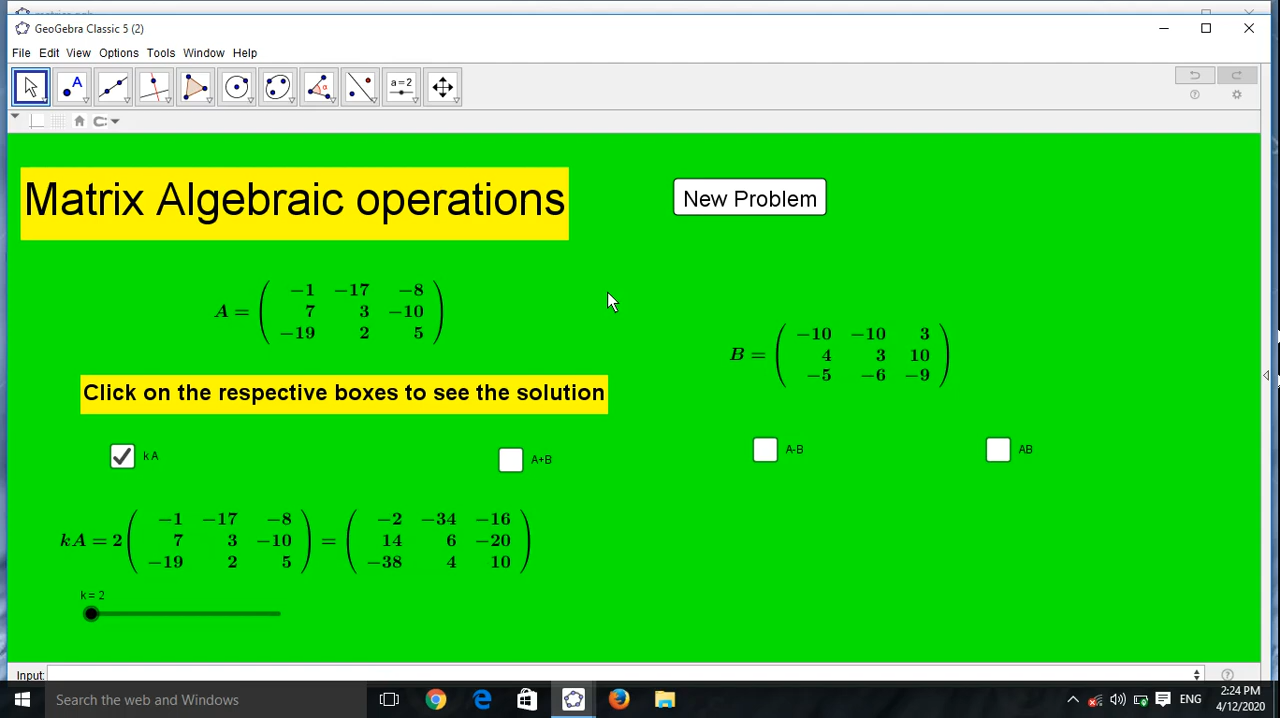 GeoGebra Classic 5 (2)
File Edit View Options Tools Window Help
A
α
a=2
Matrix Algebraic operations
New Problem
A = ( −1 −17 −8
7 3 −10
−19 2 5 )
B = ( −10 −10 3
4 3 10
−5 −6 −9 )
Click on the respective boxes to see the solution
k A
A+B
A-B
AB
kA = 2 ( −1 −17 −8
7 3 −10
−19 2 5 ) = ( −2 −34 −16
14 6 −20
−38 4 10 )
k = 2
Input:
Search the web and Windows
ENG
2:24 PM
4/12/2020